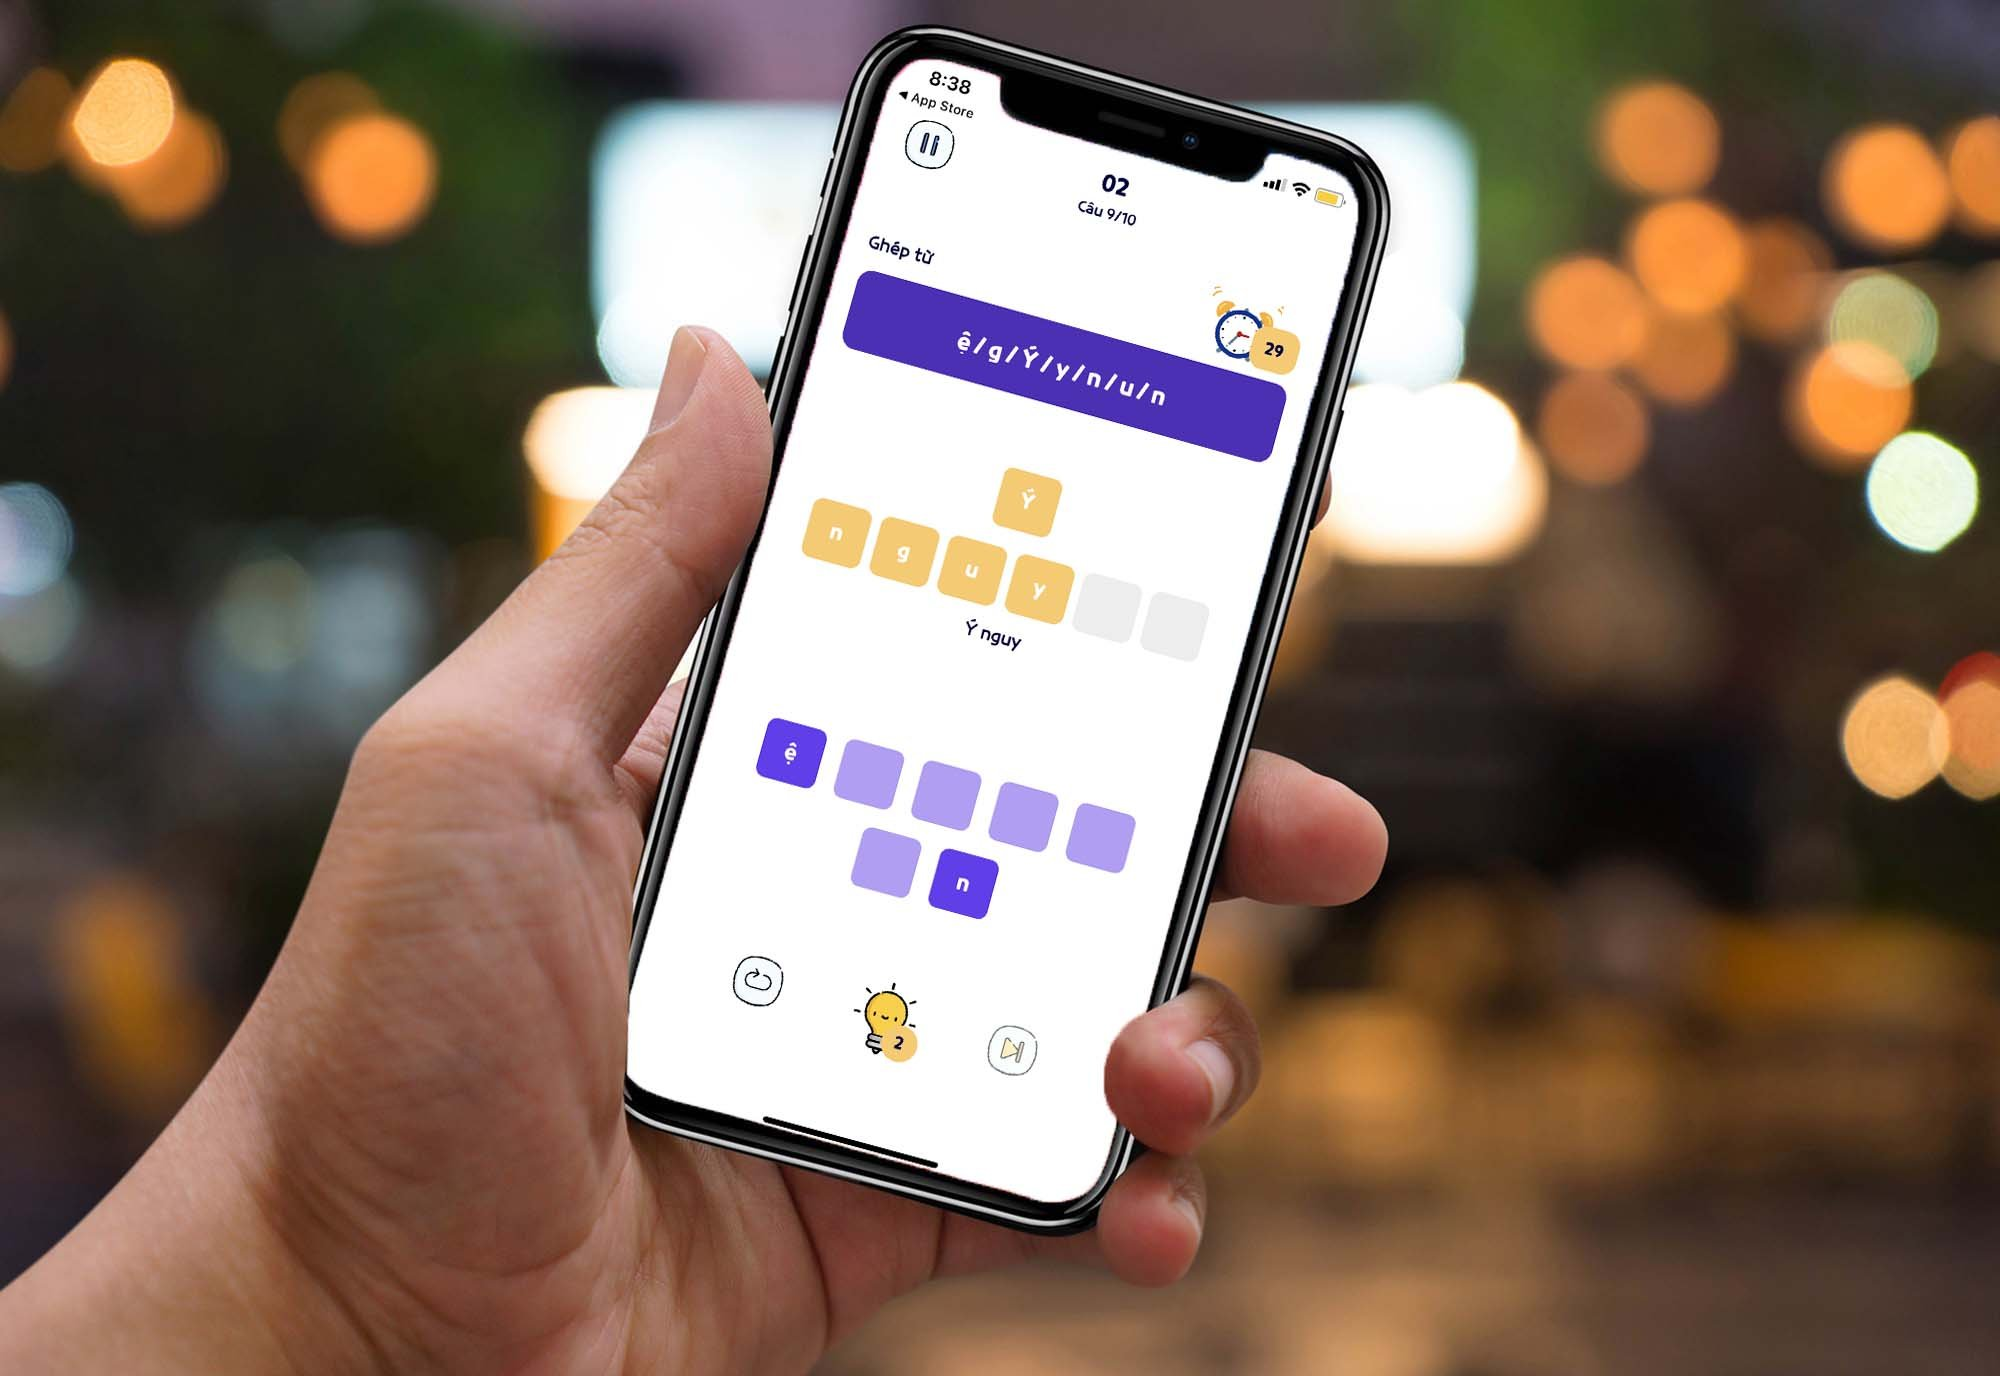 8:38
◀ App Store
02
Câu 9/10
Ghép từ
29
ệ/g/Ý/y/n/u/n
Ý
n g u y
Ý nguy
ệ
n
2